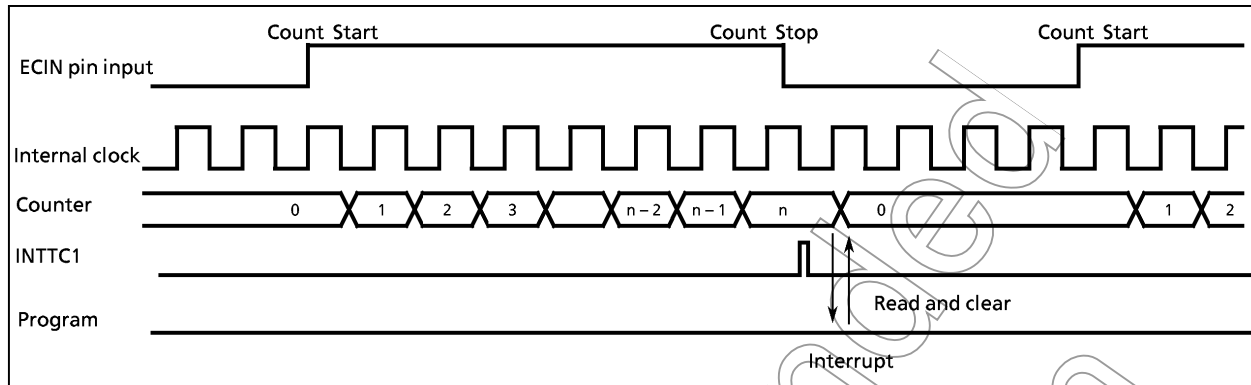 Count Start Count Stop Count Start
ECIN pin input
Internal clock
Counter 0 1 2 3 n – 2 n – 1 n 0 1 2
INTTC1
Read and clear
Program
Interrupt